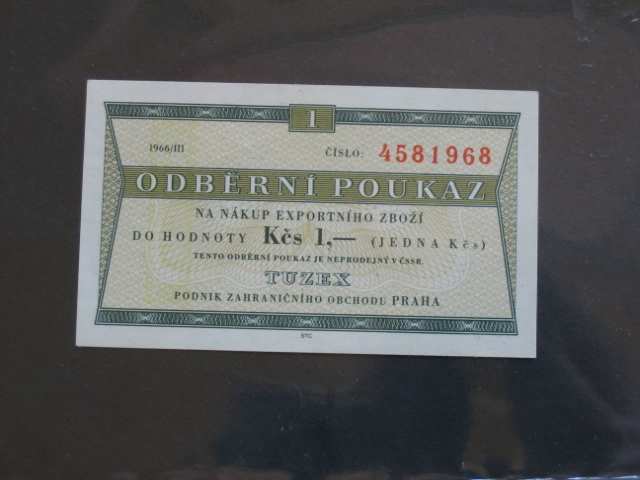 1
1966/III ČÍSLO: 4581968
ODBĚRNÍ POUKAZ
NA NÁKUP EXPORTNÍHO ZBOŽÍ
DO HODNOTY Kčs 1,— (JEDNA Kčs)
TENTO ODBĚRNÍ POUKAZ JE NEPRODEJNÝ V ČSSR.
TUZEX
PODNIK ZAHRANIČNÍHO OBCHODU PRAHA
STC